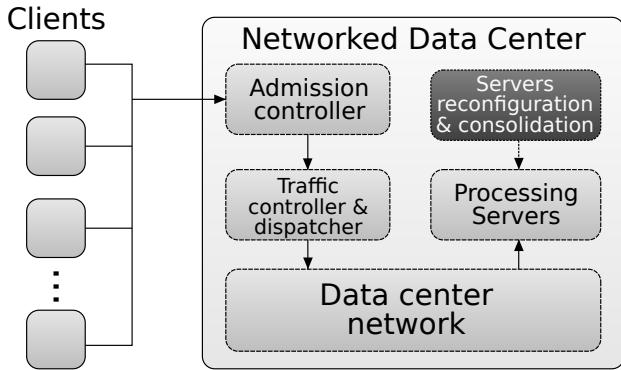 Clients
Networked Data Center
Admission
controller
Servers
reconfiguration
& consolidation
Traffic
controller &
dispatcher
Processing
Servers
Data center
network